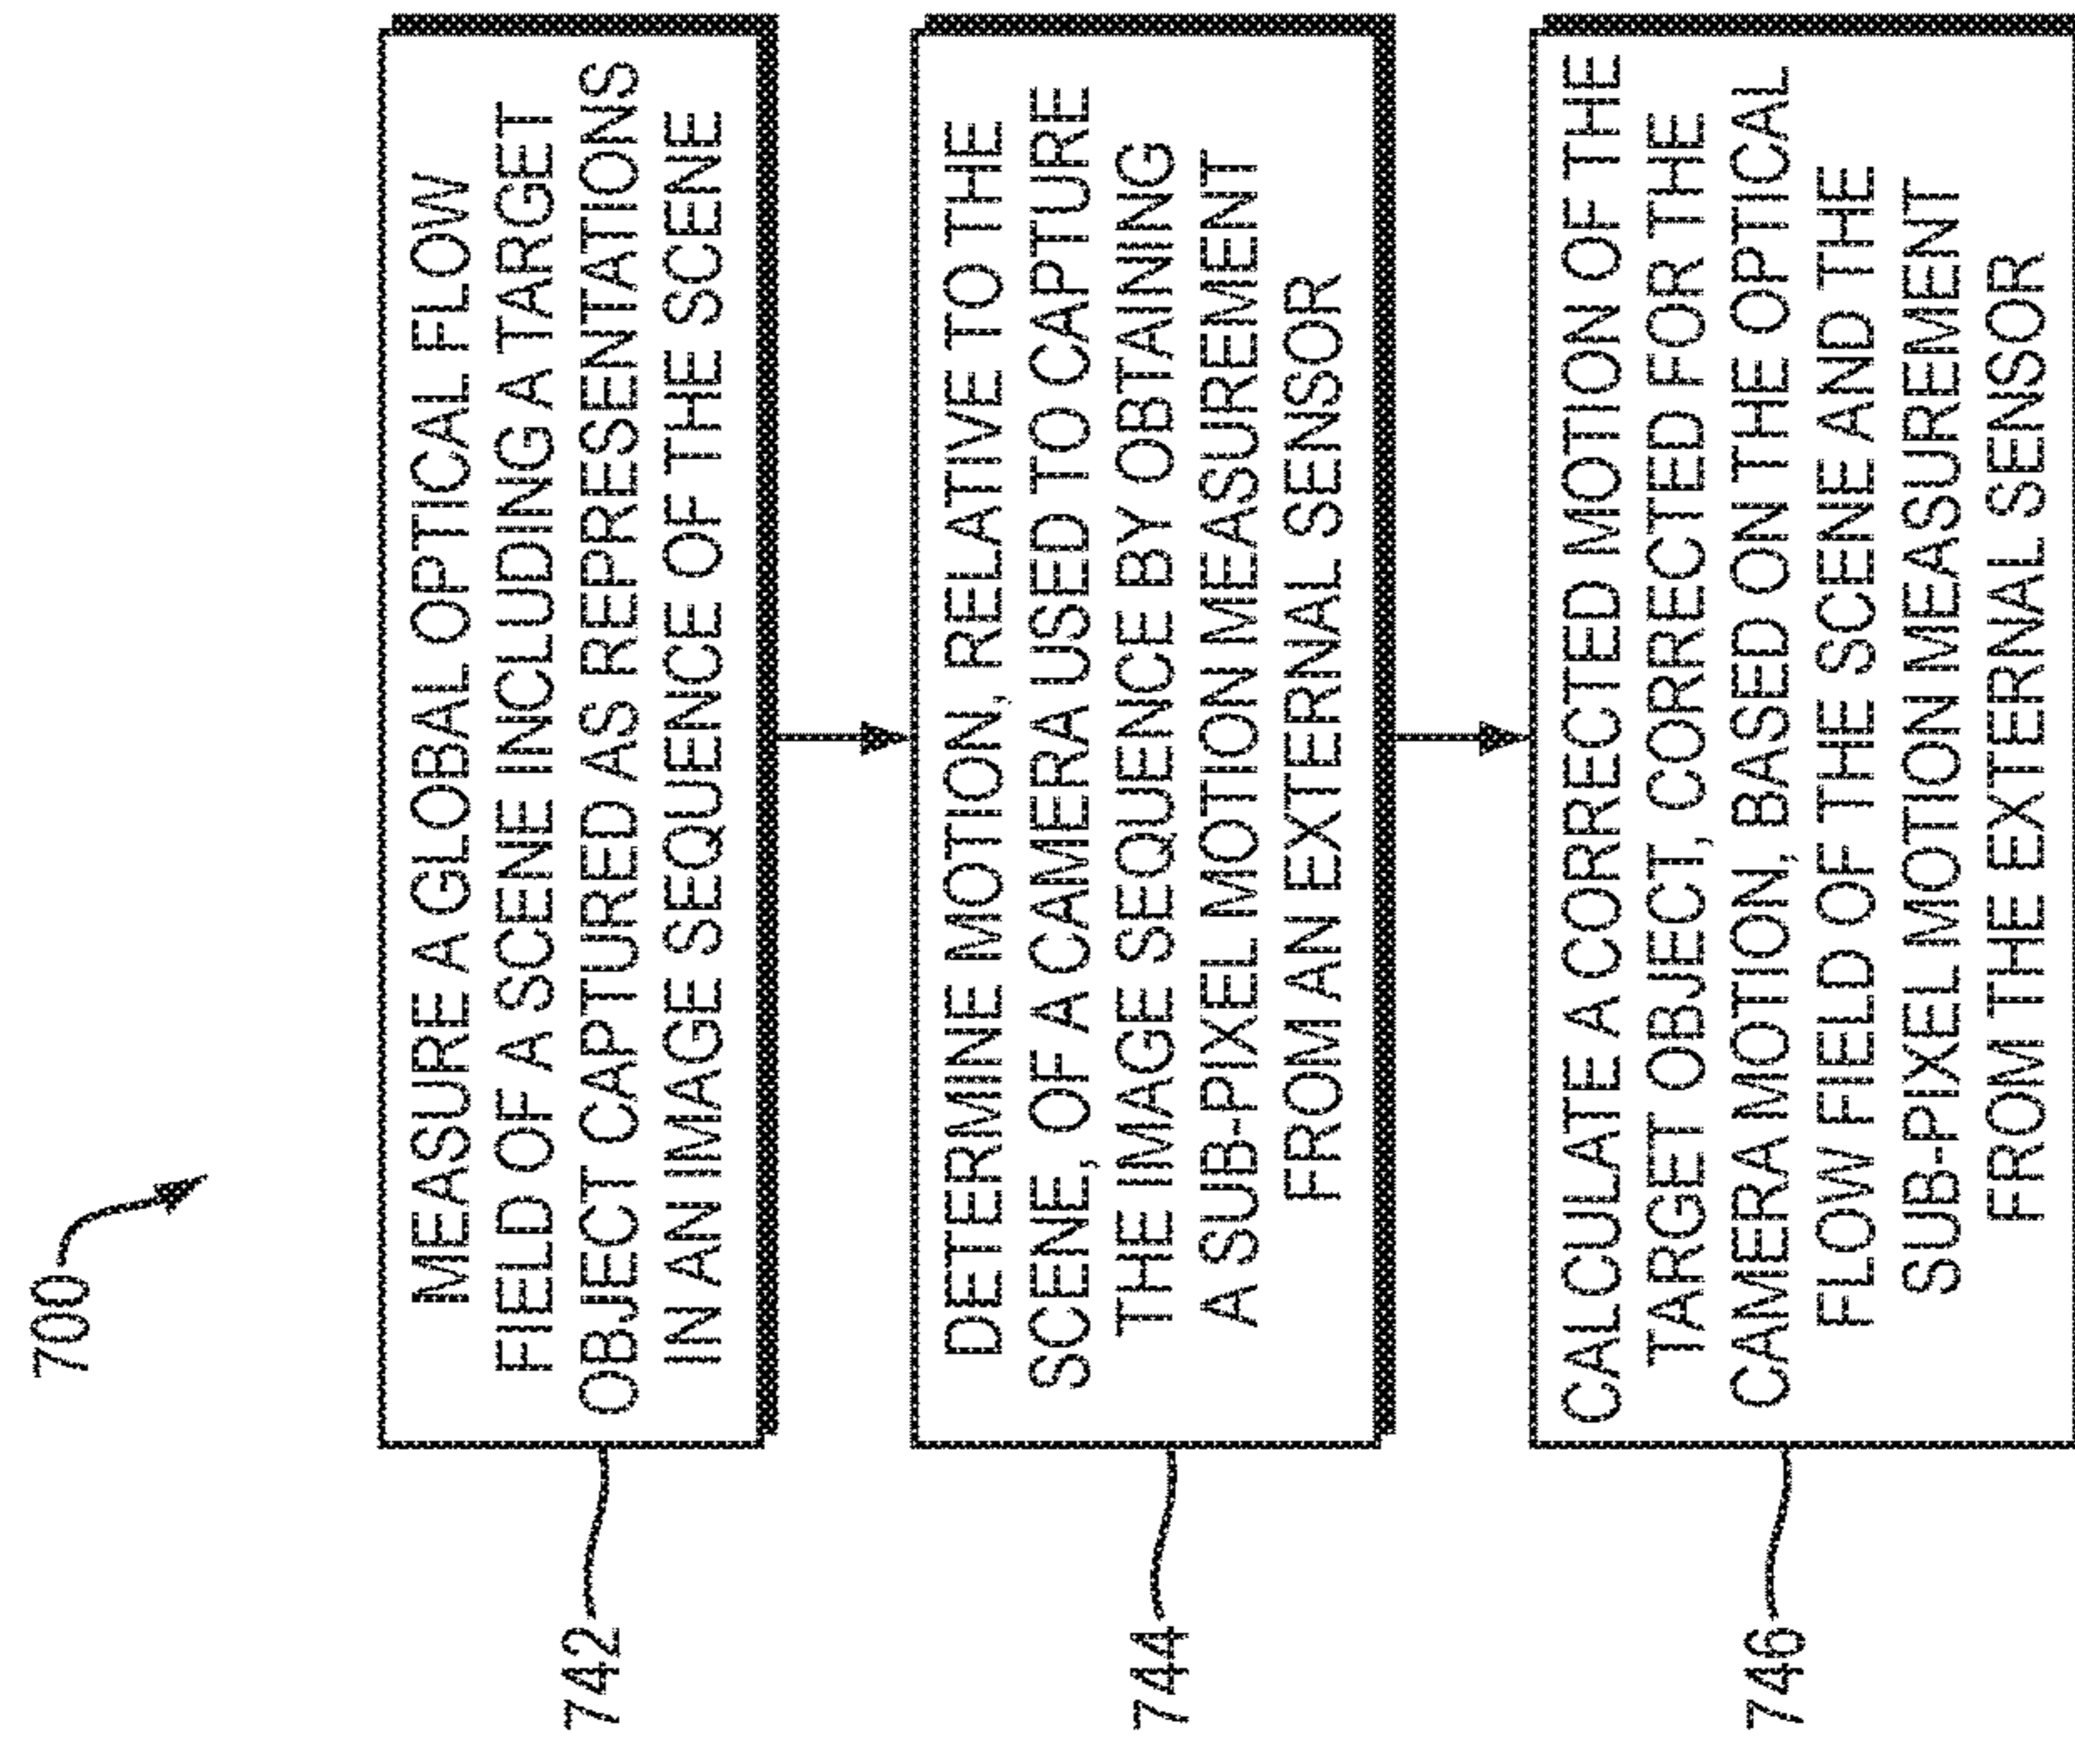 700
742
MEASURE A GLOBAL OPTICAL FLOW
FIELD OF A SCENE INCLUDING A TARGET
OBJECT CAPTURED AS REPRESENTATIONS
IN AN IMAGE SEQUENCE OF THE SCENE
744
DETERMINE MOTION, RELATIVE TO THE
SCENE, OF A CAMERA USED TO CAPTURE
THE IMAGE SEQUENCE BY OBTAINING
A SUB-PIXEL MOTION MEASUREMENT
FROM AN EXTERNAL SENSOR
746
CALCULATE A CORRECTED MOTION OF THE
TARGET OBJECT, CORRECTED FOR THE
CAMERA MOTION, BASED ON THE OPTICAL
FLOW FIELD OF THE SCENE AND THE
SUB-PIXEL MOTION MEASUREMENT
FROM THE EXTERNAL SENSOR